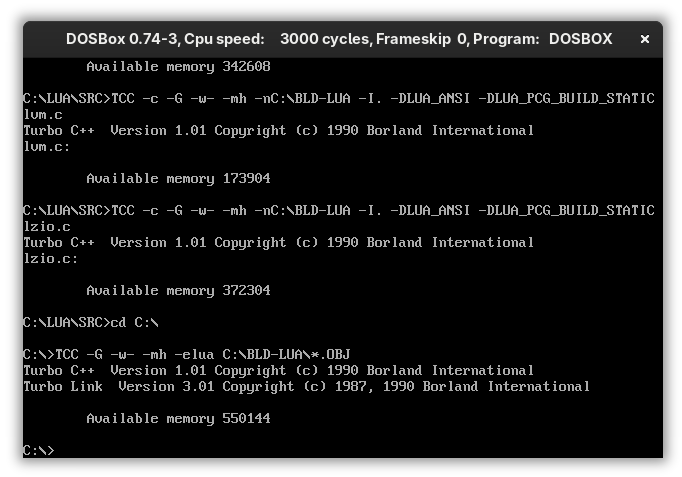 DOSBox 0.74-3, Cpu speed:    3000 cycles, Frameskip  0, Program:   DOSBOX    ×
        Available memory 342608
C:\LUA\SRC>TCC -c -G -w- -mh -nC:\BLD-LUA -I. -DLUA_ANSI -DLUA_PCG_BUILD_STATIC
lvm.c
Turbo C++  Version 1.01 Copyright (c) 1990 Borland International
lvm.c:
        Available memory 173904
C:\LUA\SRC>TCC -c -G -w- -mh -nC:\BLD-LUA -I. -DLUA_ANSI -DLUA_PCG_BUILD_STATIC
lzio.c
Turbo C++  Version 1.01 Copyright (c) 1990 Borland International
lzio.c:
        Available memory 372304
C:\LUA\SRC>cd C:\
C:\>TCC -G -w- -mh -elua C:\BLD-LUA\*.OBJ
Turbo C++  Version 1.01 Copyright (c) 1990 Borland International
Turbo Link  Version 3.01 Copyright (c) 1987, 1990 Borland International
        Available memory 550144
C:\>